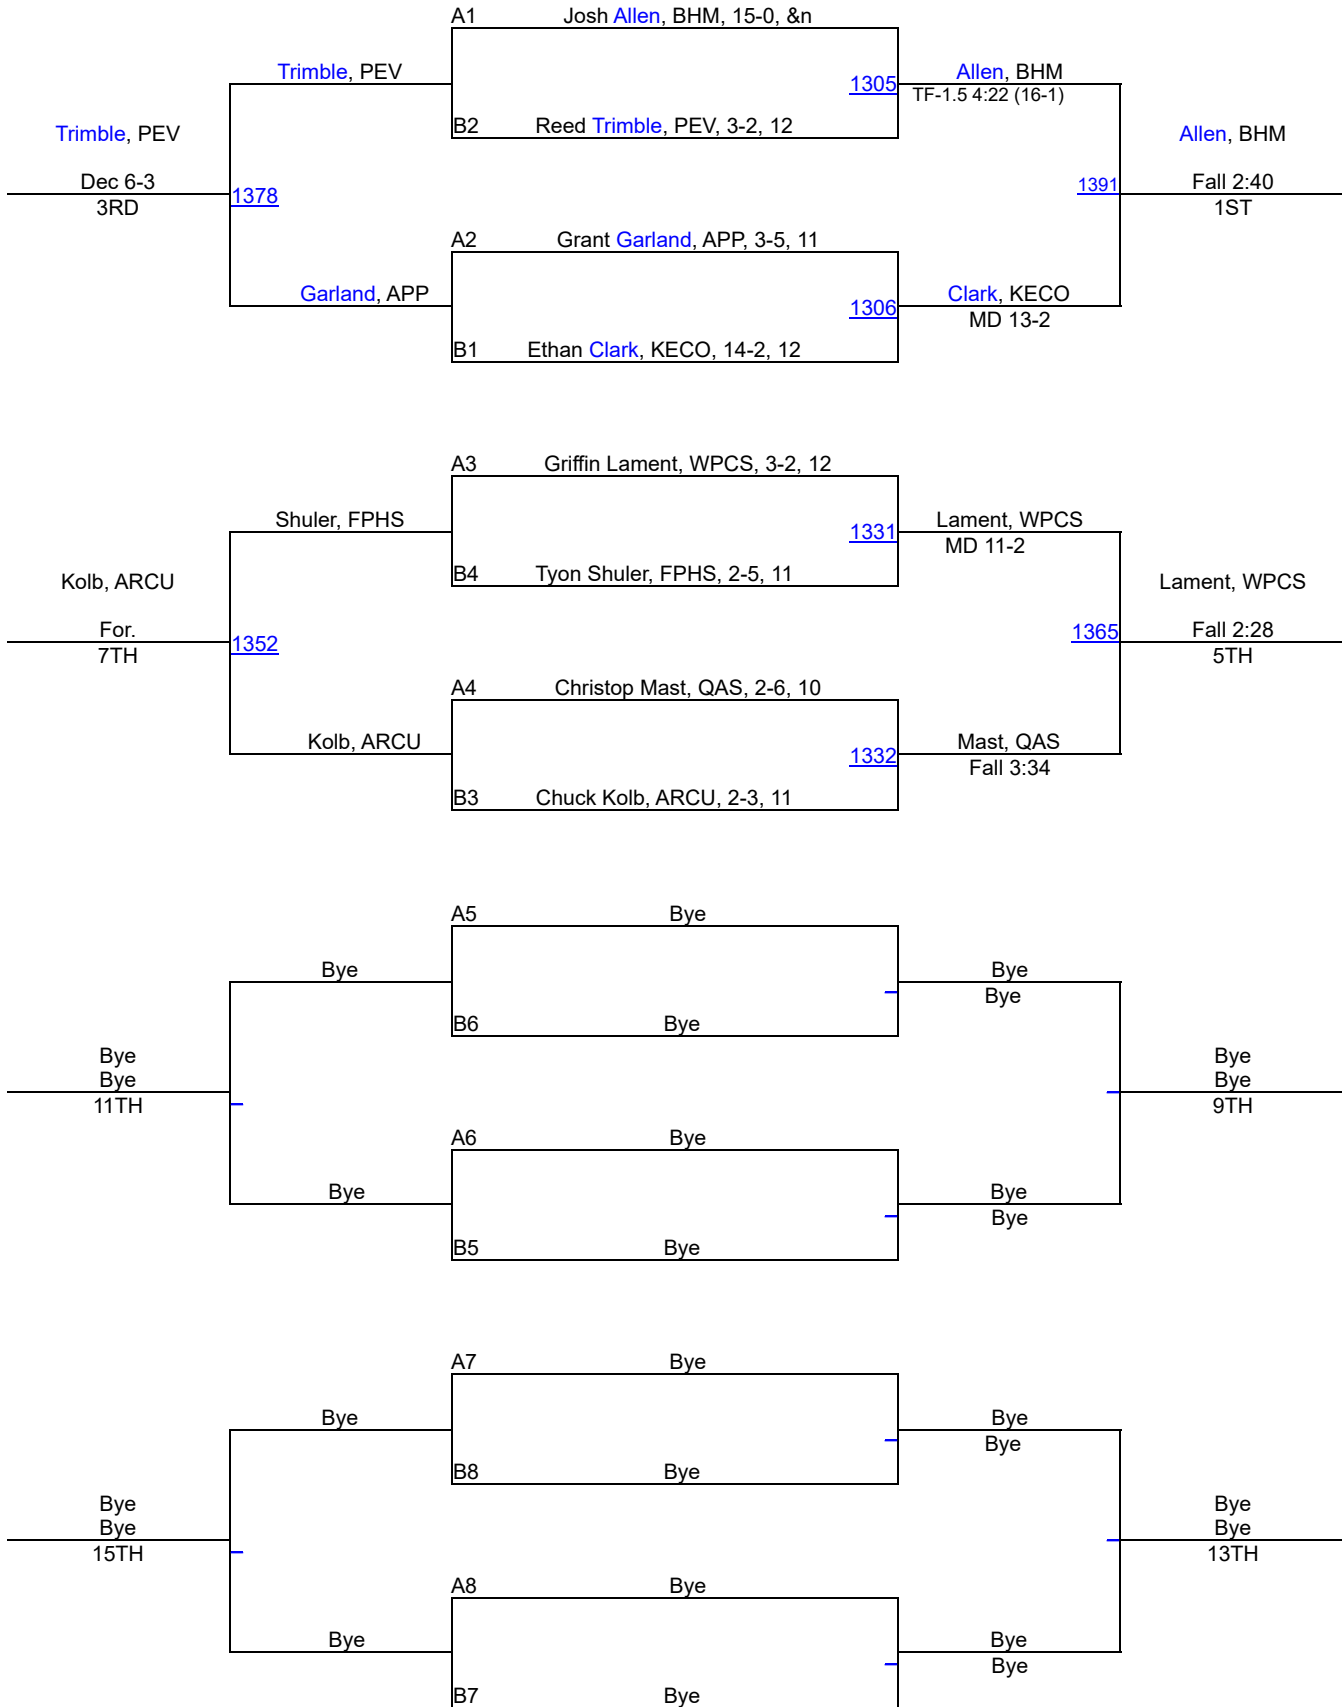 A1 Josh Allen, BHM, 15-0, &n
Trimble, PEV
1305
Allen, BHM
TF-1.5 4:22 (16-1)
B2 Reed Trimble, PEV, 3-2, 12
Trimble, PEV
Allen, BHM
Dec 6-3
1378
1391
Fall 2:40
3RD
1ST
A2 Grant Garland, APP, 3-5, 11
Garland, APP
1306
Clark, KECO
MD 13-2
B1 Ethan Clark, KECO, 14-2, 12
A3 Griffin Lament, WPCS, 3-2, 12
Shuler, FPHS
1331
Lament, WPCS
MD 11-2
B4 Tyon Shuler, FPHS, 2-5, 11
Kolb, ARCU
Lament, WPCS
For.
1352
1365
Fall 2:28
7TH
5TH
A4 Christop Mast, QAS, 2-6, 10
Kolb, ARCU
1332
Mast, QAS
Fall 3:34
B3 Chuck Kolb, ARCU, 2-3, 11
A5 Bye
Bye
Bye
Bye
B6 Bye
Bye
Bye
Bye
Bye
11TH
9TH
A6 Bye
Bye
Bye
Bye
B5 Bye
A7 Bye
Bye
Bye
Bye
B8 Bye
Bye
Bye
Bye
Bye
15TH
13TH
A8 Bye
Bye
Bye
Bye
B7 Bye